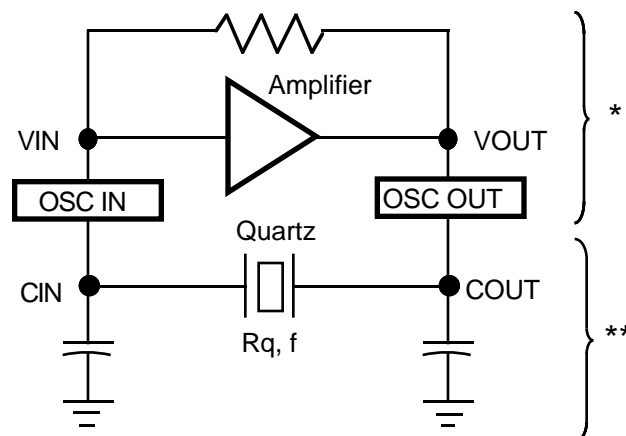 Amplifier
*
VIN
VOUT
OSC IN
OSC OUT
Quartz
CIN
COUT
Rq, f
**